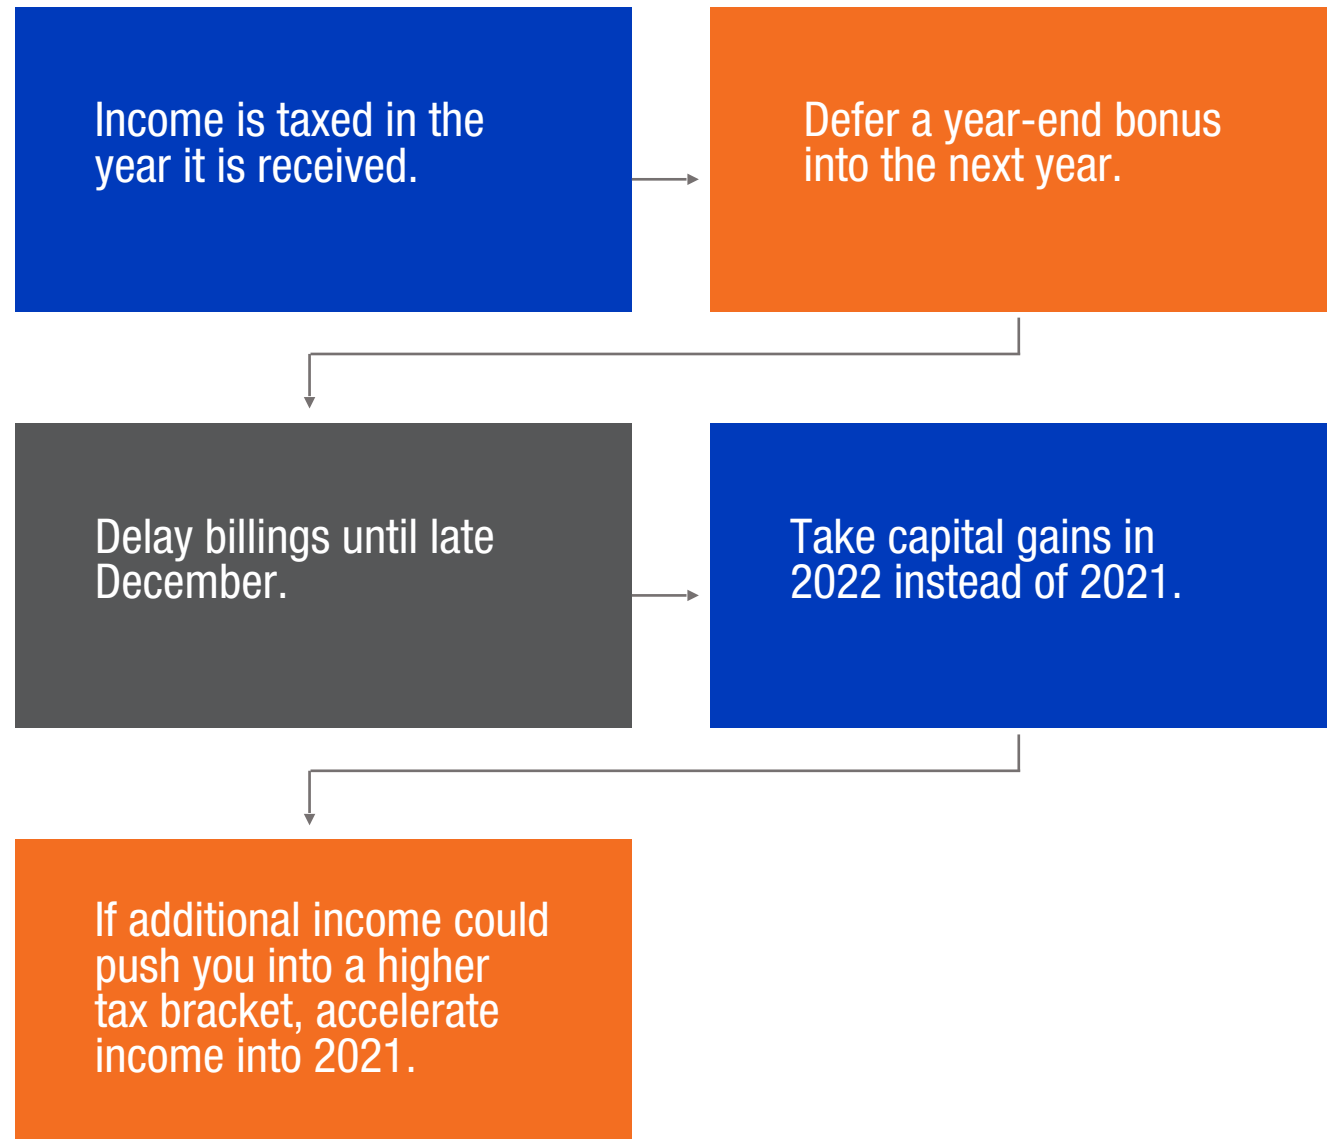 Income is taxed in the
year it is received.
Defer a year-end bonus
into the next year.
Delay billings until late
December.
Take capital gains in
2022 instead of 2021.
If additional income could
push you into a higher
tax bracket, accelerate
income into 2021.